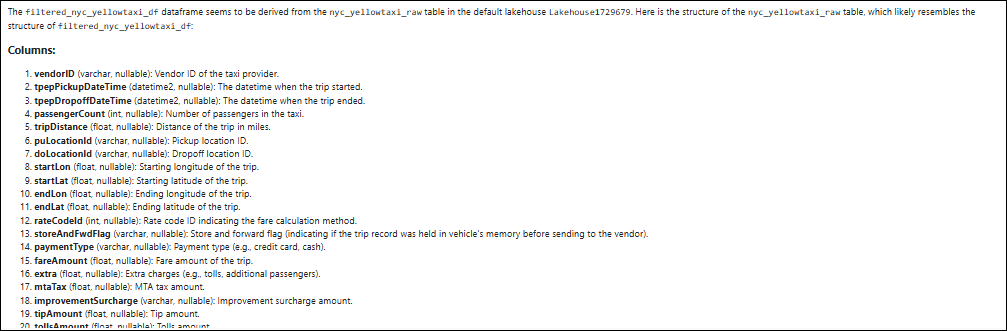 The filtered_nyc_yellowtaxi_df dataframe seems to be derived from the nyc_yellowtaxi_raw table in the default lakehouse Lakehouse1729679. Here is the structure of the nyc_yellowtaxi_raw table, which likely resembles the
structure of filtered_nyc_yellowtaxi_df:
Columns:
1. vendorID (varchar, nullable): Vendor ID of the taxi provider.
2. tpepPickupDateTime (datetime2, nullable): The datetime when the trip started.
3. tpepDropoffDateTime (datetime2, nullable): The datetime when the trip ended.
4. passengerCount (int, nullable): Number of passengers in the taxi.
5. tripDistance (float, nullable): Distance of the trip in miles.
6. puLocationId (varchar, nullable): Pickup location ID.
7. doLocationId (varchar, nullable): Dropoff location ID.
8. startLon (float, nullable): Starting longitude of the trip.
9. startLat (float, nullable): Starting latitude of the trip.
10. endLon (float, nullable): Ending longitude of the trip.
11. endLat (float, nullable): Ending latitude of the trip.
12. rateCodeId (int, nullable): Rate code ID indicating the fare calculation method.
13. storeAndFwdFlag (varchar, nullable): Store and forward flag (indicating if the trip record was held in vehicle's memory before sending to the vendor).
14. paymentType (varchar, nullable): Payment type (e.g., credit card, cash).
15. fareAmount (float, nullable): Fare amount of the trip.
16. extra (float, nullable): Extra charges (e.g., tolls, additional passengers).
17. mtaTax (float, nullable): MTA tax amount.
18. improvementSurcharge (varchar, nullable): Improvement surcharge amount.
19. tipAmount (float, nullable): Tip amount.
20. tollsAmount (float, nullable): Tolls amount.